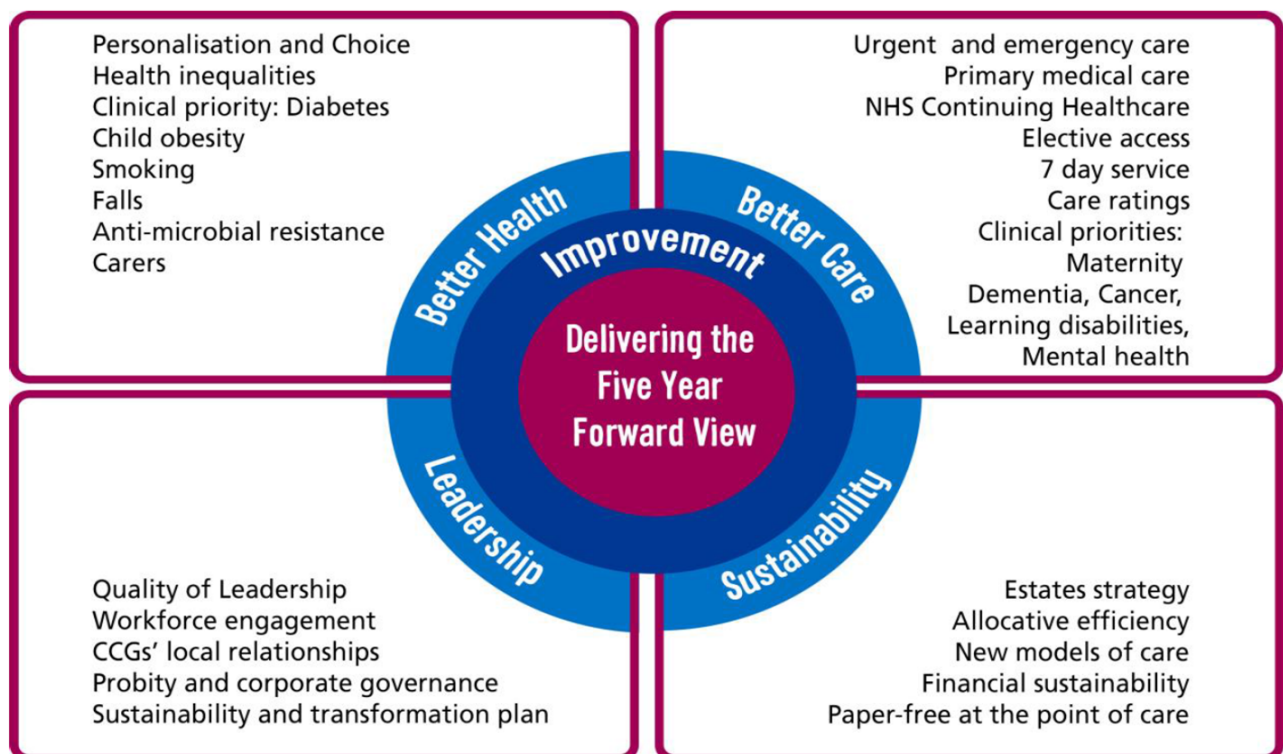 Personalisation and Choice
Health inequalities
Clinical priority: Diabetes
Child obesity
Smoking
Falls
Anti-microbial resistance
Carers
Urgent and emergency care
Primary medical care
NHS Continuing Healthcare
Elective access
7 day service
Care ratings
Clinical priorities:
Maternity
Dementia, Cancer,
Learning disabilities,
Mental health
Better Health
Better Care
Improvement
Delivering the
Five Year
Forward View
Leadership
Sustainability
Quality of Leadership
Workforce engagement
CCGs’ local relationships
Probity and corporate governance
Sustainability and transformation plan
Estates strategy
Allocative efficiency
New models of care
Financial sustainability
Paper-free at the point of care